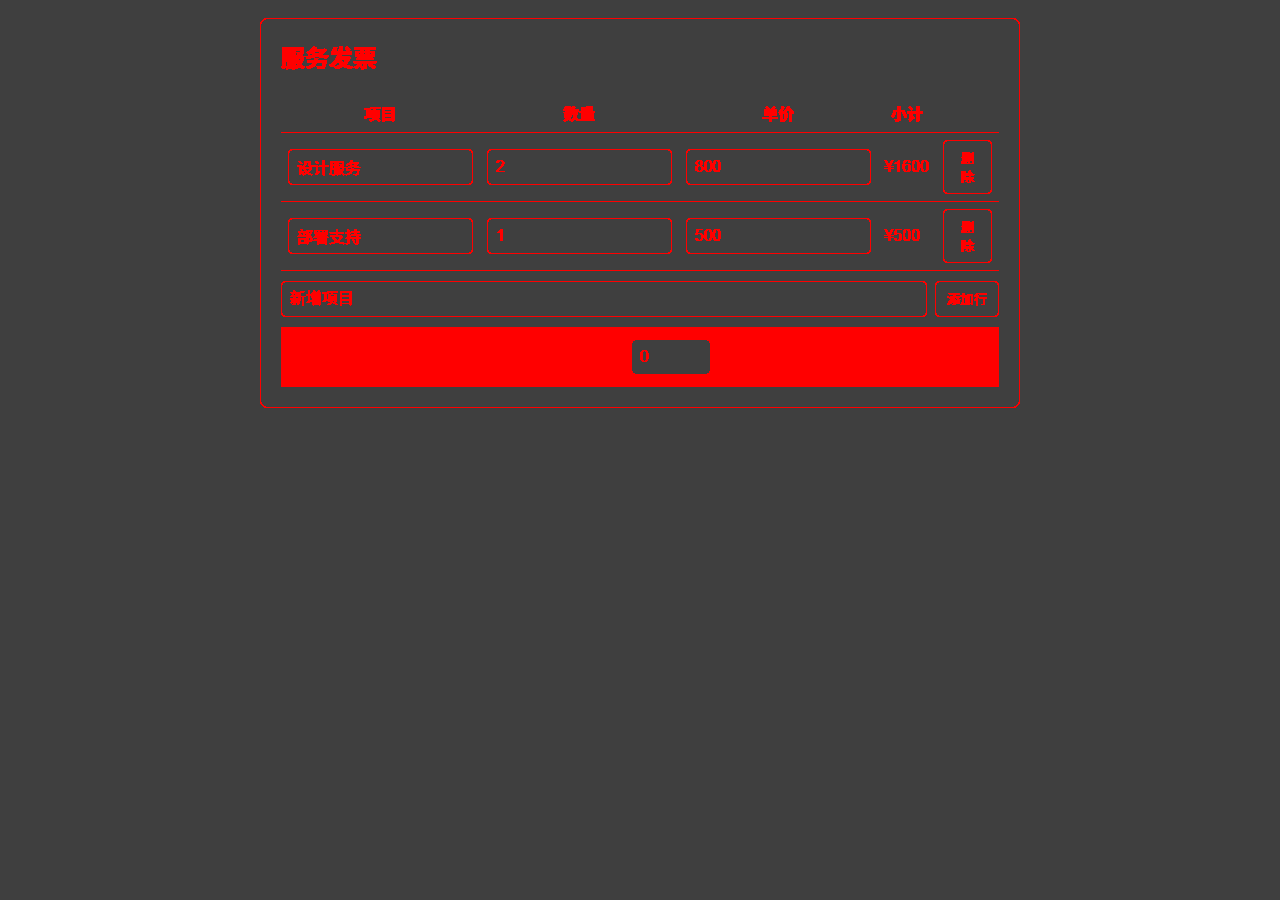 服务发票
项目 数量 单价 小计
设计服务 2 800 ¥1600 删除
部署支持 1 500 ¥500 删除
新增项目 添加行
0